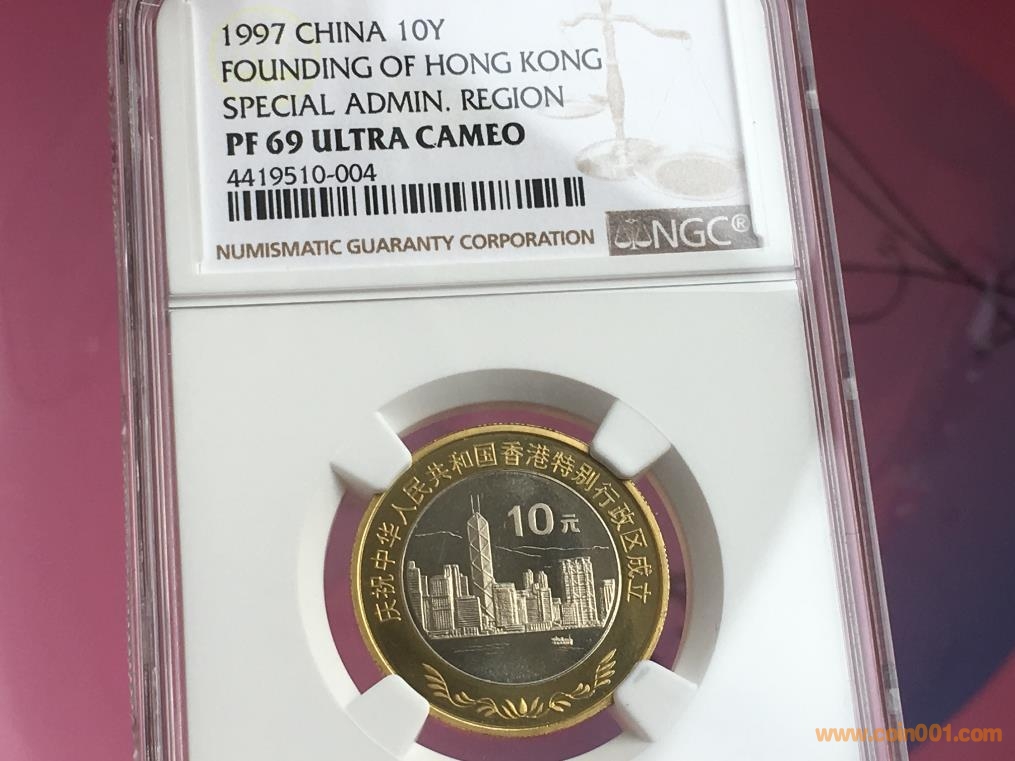 1997 CHINA 10Y
FOUNDING OF HONG KONG
SPECIAL ADMIN. REGION
PF 69 ULTRA CAMEO
4419510-004
NUMISMATIC GUARANTY CORPORATION
NGC®
庆祝中华人民共和国香港特别行政区成立
10元
www.coin001.com